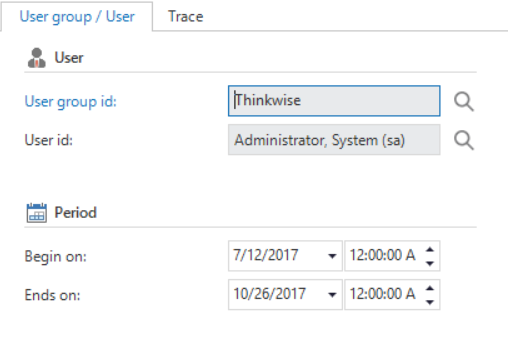 User group / User Trace
User
User group id: Thinkwise
User id: Administrator, System (sa)
Period
Begin on: 7/12/2017 12:00:00 A
Ends on: 10/26/2017 12:00:00 A